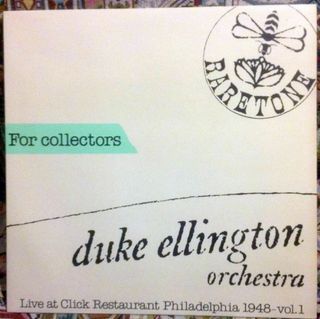 RARETONE
For collectors
duke ellington
orchestra
Live at Click Restaurant Philadelphia 1948-vol.1